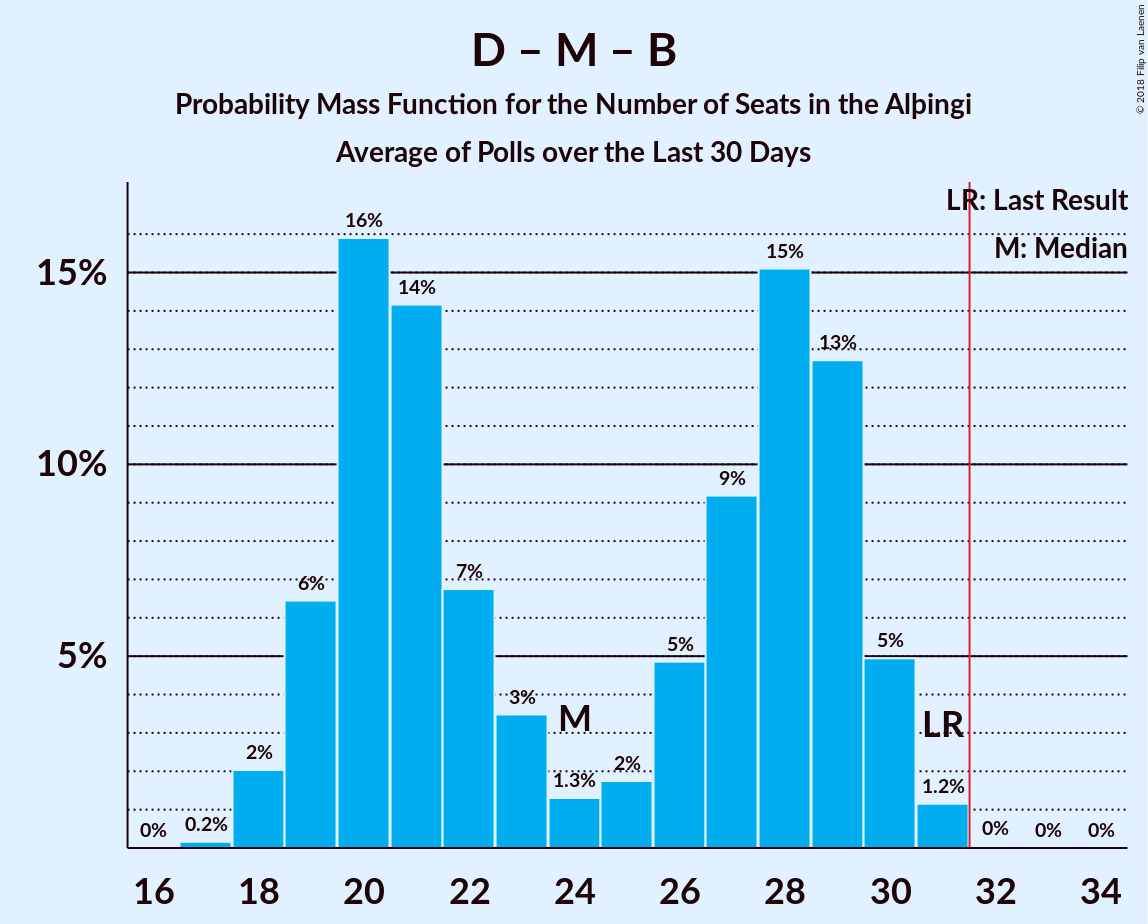 D – M – B
Probability Mass Function for the Number of Seats in the Alþingi
Average of Polls over the Last 30 Days
© 2018 Filip van Laenen
LR: Last Result
M: Median
15%
10%
5%
0%
0.2%
2%
6%
16%
14%
7%
3%
M
1.3%
2%
5%
9%
15%
13%
5%
LR
1.2%
0%
0%
0%
16 18 20 22 24 26 28 30 32 34